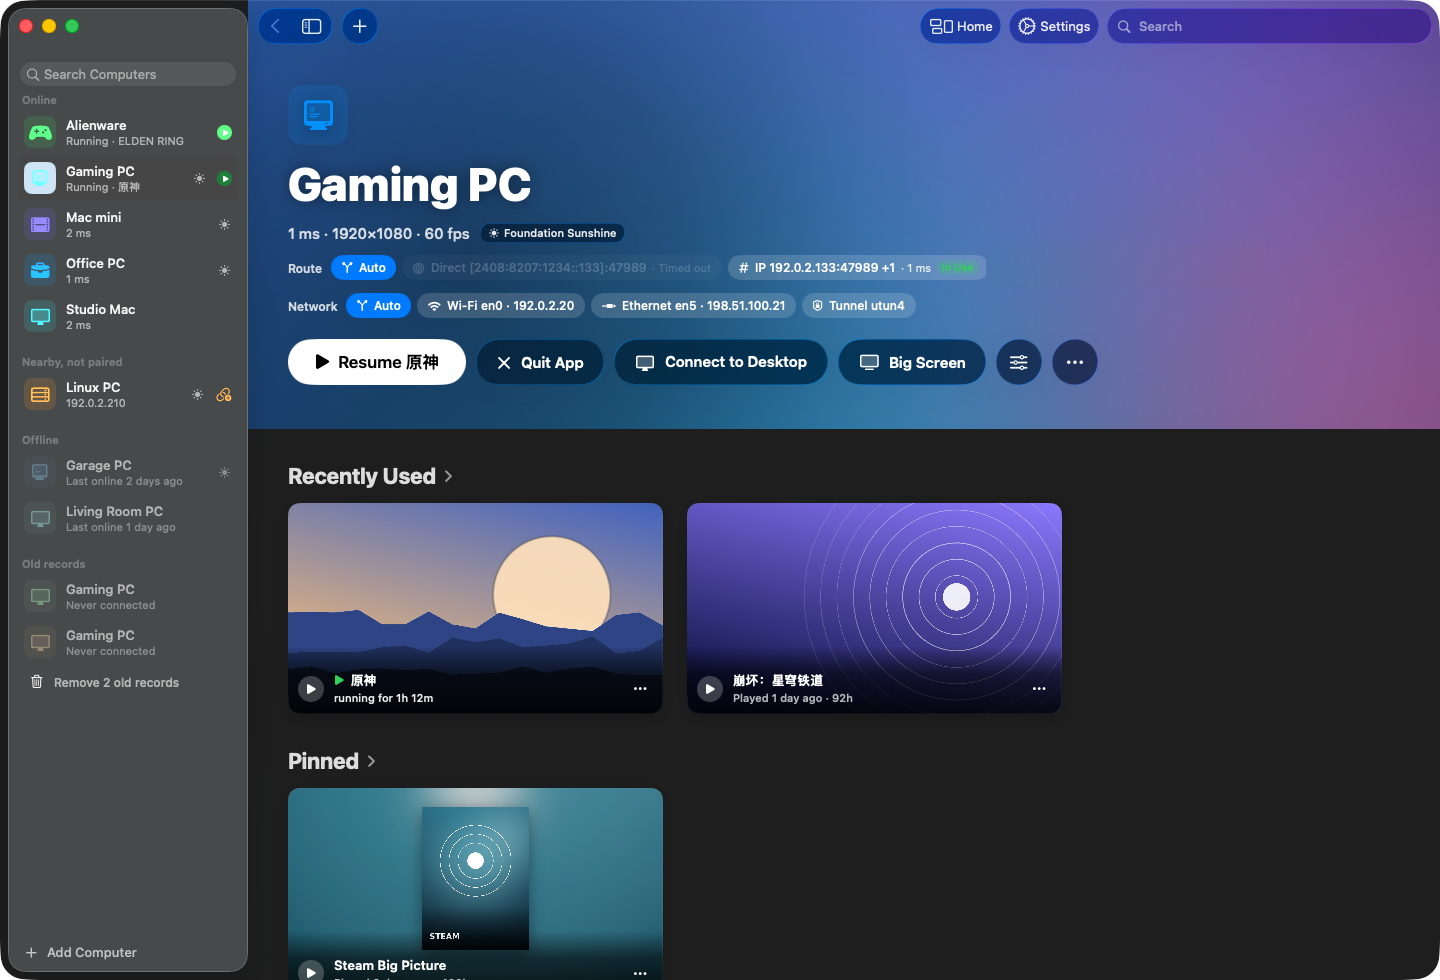 Search Computers
Online
Alienware
Running · ELDEN RING
Gaming PC
Running · 原神
Mac mini
2 ms
Office PC
1 ms
Studio Mac
2 ms
Nearby, not paired
Linux PC
192.0.2.210
Offline
Garage PC
Last online 2 days ago
Living Room PC
Last online 1 day ago
Old records
Gaming PC
Never connected
Gaming PC
Never connected
Remove 2 old records
Add Computer
Home
Settings
Search
Gaming PC
1 ms · 1920×1080 · 60 fps
Foundation Sunshine
Route
Auto
Direct [2408:8207:1234::133]:47989 · Timed out
IP 192.0.2.133:47989 +1 · 1 ms
In Use
Network
Auto
Wi-Fi en0 · 192.0.2.20
Ethernet en5 · 198.51.100.21
Tunnel utun4
Resume 原神
Quit App
Connect to Desktop
Big Screen
Recently Used
原神
running for 1h 12m
崩坏：星穹铁道
Played 1 day ago · 92h
Pinned
STEAM
Steam Big Picture